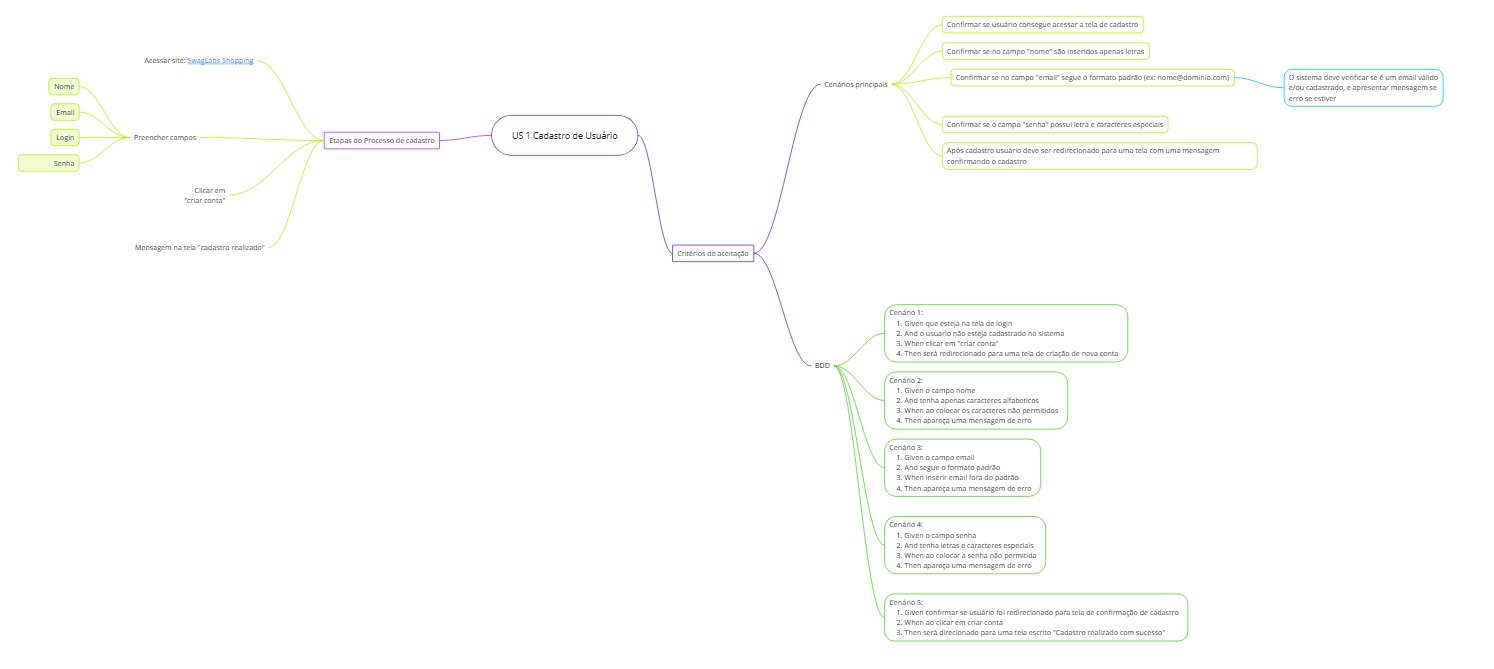 US 1 Cadastro de Usuário
Etapas do Processo de cadastro
Acessar site: SwagLabs Shopping
Preencher campos
Nome
Email
Login
Senha
Clicar em
"criar conta"
Mensagem na tela "cadastro realizado"
Critérios de aceitação
Cenários principais
Confirmar se usuário consegue acessar a tela de cadastro
Confirmar se no campo "nome" são inseridos apenas letras
Confirmar se no campo "email" segue o formato padrão (ex: nome@dominio.com)
O sistema deve verificar se é um email válido
e/ou cadastrado, e apresentar mensagem se
erro se estiver
Confirmar se o campo "senha" possui letra e caracteres especiais
Após cadastro usuário deve ser redirecionado para uma tela com uma mensagem
confirmando o cadastro
BDD
Cenário 1:
1. Given que esteja na tela de login
2. And o usuario não esteja cadastrado no sistema
3. When clicar em "criar conta"
4. Then será redirecionado para uma tela de criação de nova conta
Cenário 2:
1. Given o campo nome
2. And tenha apenas caracteres alfabeticos
3. When ao colocar os caracteres não permitidos
4. Then apareça uma mensagem de erro
Cenário 3:
1. Given o campo email
2. And segue o formato padrão
3. When inserir email fora do padrão
4. Then apareça uma mensagem de erro
Cenário 4:
1. Given o campo senha
2. And tenha letras e caracteres especiais
3. When ao colocar a senha não permitida
4. Then apareça uma mensagem de erro
Cenário 5:
1. Given confirmar se usuário foi redirecionado para tela de confirmação de cadastro
2. When ao clicar em criar conta
3. Then será direcionado para uma tela escrito "Cadastro realizado com sucesso"